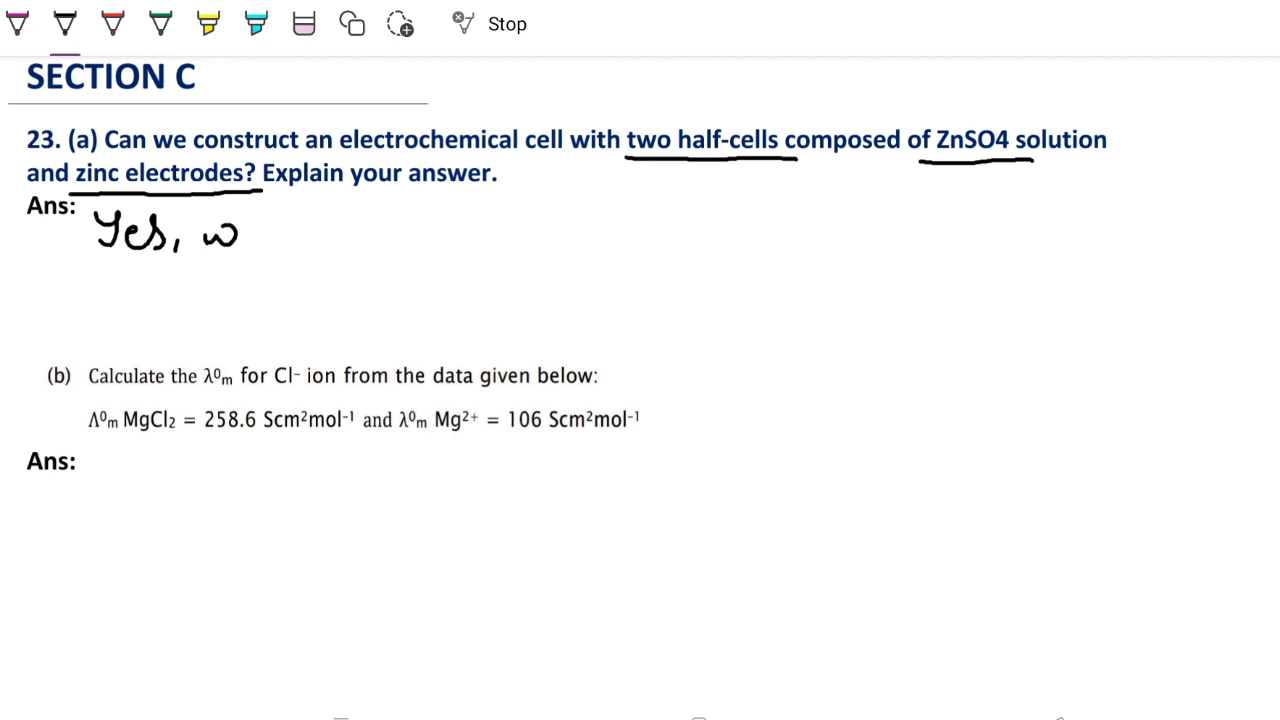 Stop
SECTION C
23. (a) Can we construct an electrochemical cell with two half-cells composed of ZnSO4 solution
and zinc electrodes? Explain your answer.
Ans:
Yes, w
(b) Calculate the λ⁰m for Cl- ion from the data given below:
Λ⁰m MgCl₂ = 258.6 Scm²mol⁻¹ and λ⁰m Mg²⁺ = 106 Scm²mol⁻¹
Ans: